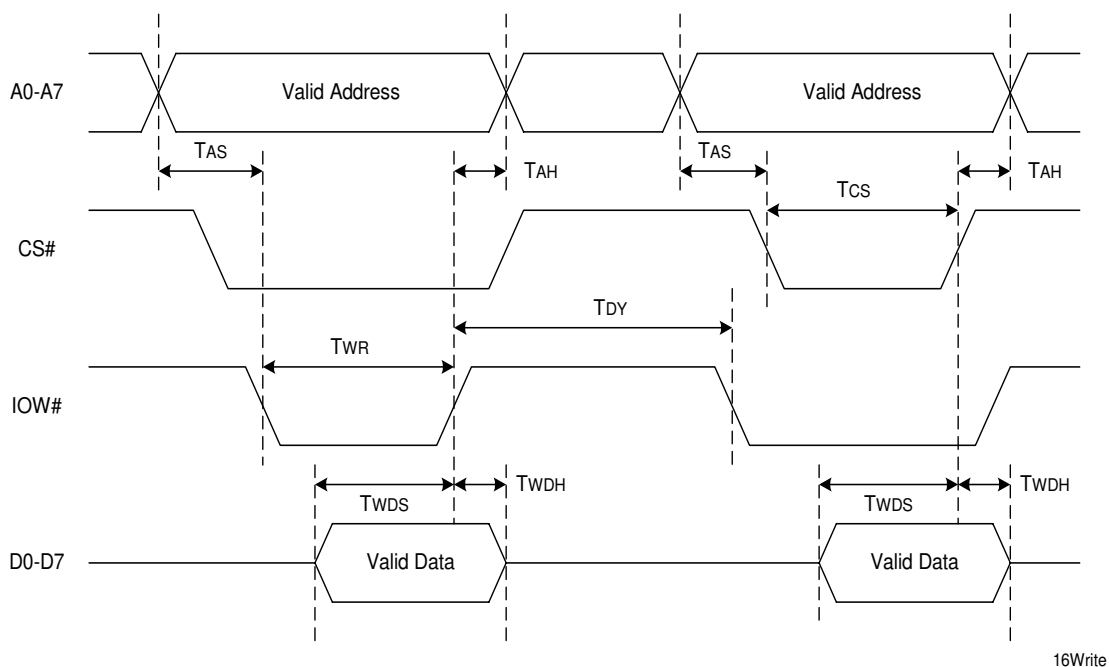 A0-A7
Valid Address
Valid Address
TAS
TAH
TAS
TAH
TCS
CS#
TDY
TWR
IOW#
TWDS
TWDH
TWDS
TWDH
D0-D7
Valid Data
Valid Data
16Write